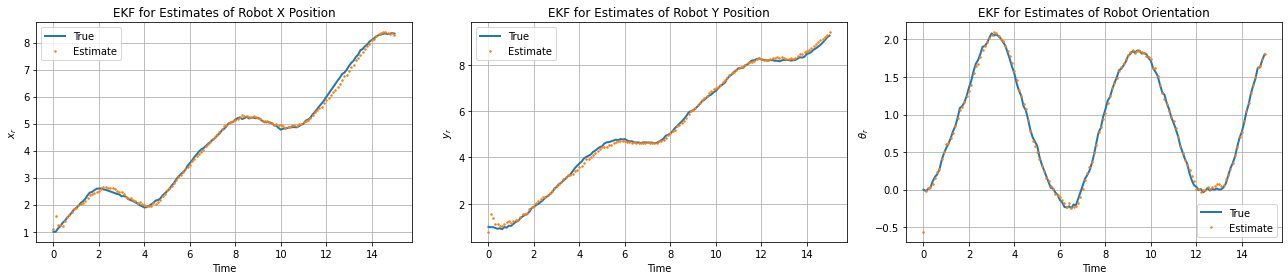 EKF for Estimates of Robot X Position
True
Estimate
8
7
6
5
4
3
2
1
x_r
0 2 4 6 8 10 12 14
Time
EKF for Estimates of Robot Y Position
True
Estimate
8
6
4
2
y_r
0 2 4 6 8 10 12 14
Time
EKF for Estimates of Robot Orientation
2.0
1.5
1.0
0.5
0.0
−0.5
θ_r
True
Estimate
0 2 4 6 8 10 12 14
Time